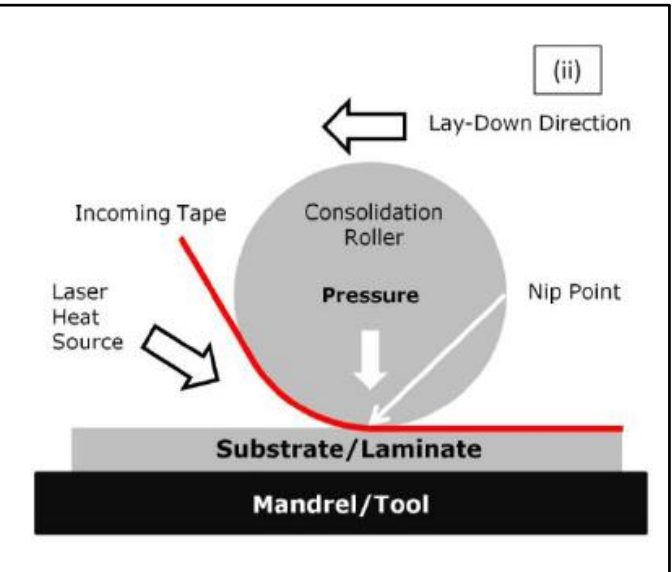 (ii)
Lay-Down Direction
Incoming Tape
Consolidation
Roller
Laser
Heat
Source
Pressure
Nip Point
Substrate/Laminate
Mandrel/Tool